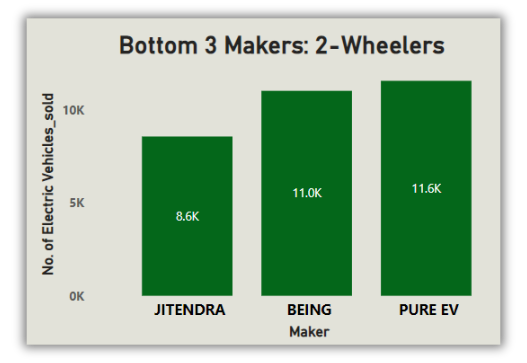 Bottom 3 Makers: 2-Wheelers
No. of Electric Vehicles_sold
10K
5K
0K
8.6K
11.0K
11.6K
JITENDRA
BEING
PURE EV
Maker